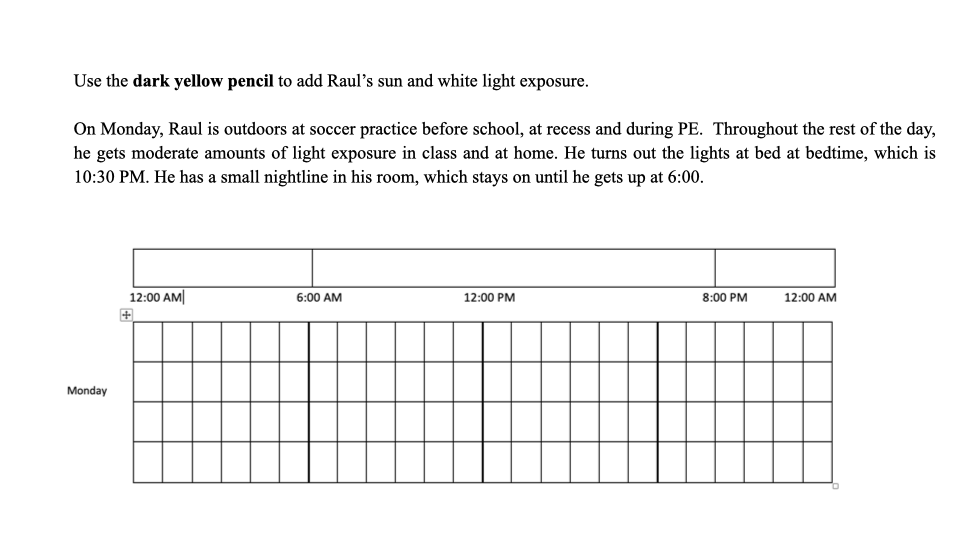 Use the dark yellow pencil to add Raul’s sun and white light exposure.
On Monday, Raul is outdoors at soccer practice before school, at recess and during PE.  Throughout the rest of the day,
he gets moderate amounts of light exposure in class and at home. He turns out the lights at bed at bedtime, which is
10:30 PM. He has a small nightline in his room, which stays on until he gets up at 6:00.
12:00 AM 6:00 AM 12:00 PM 8:00 PM 12:00 AM
Monday